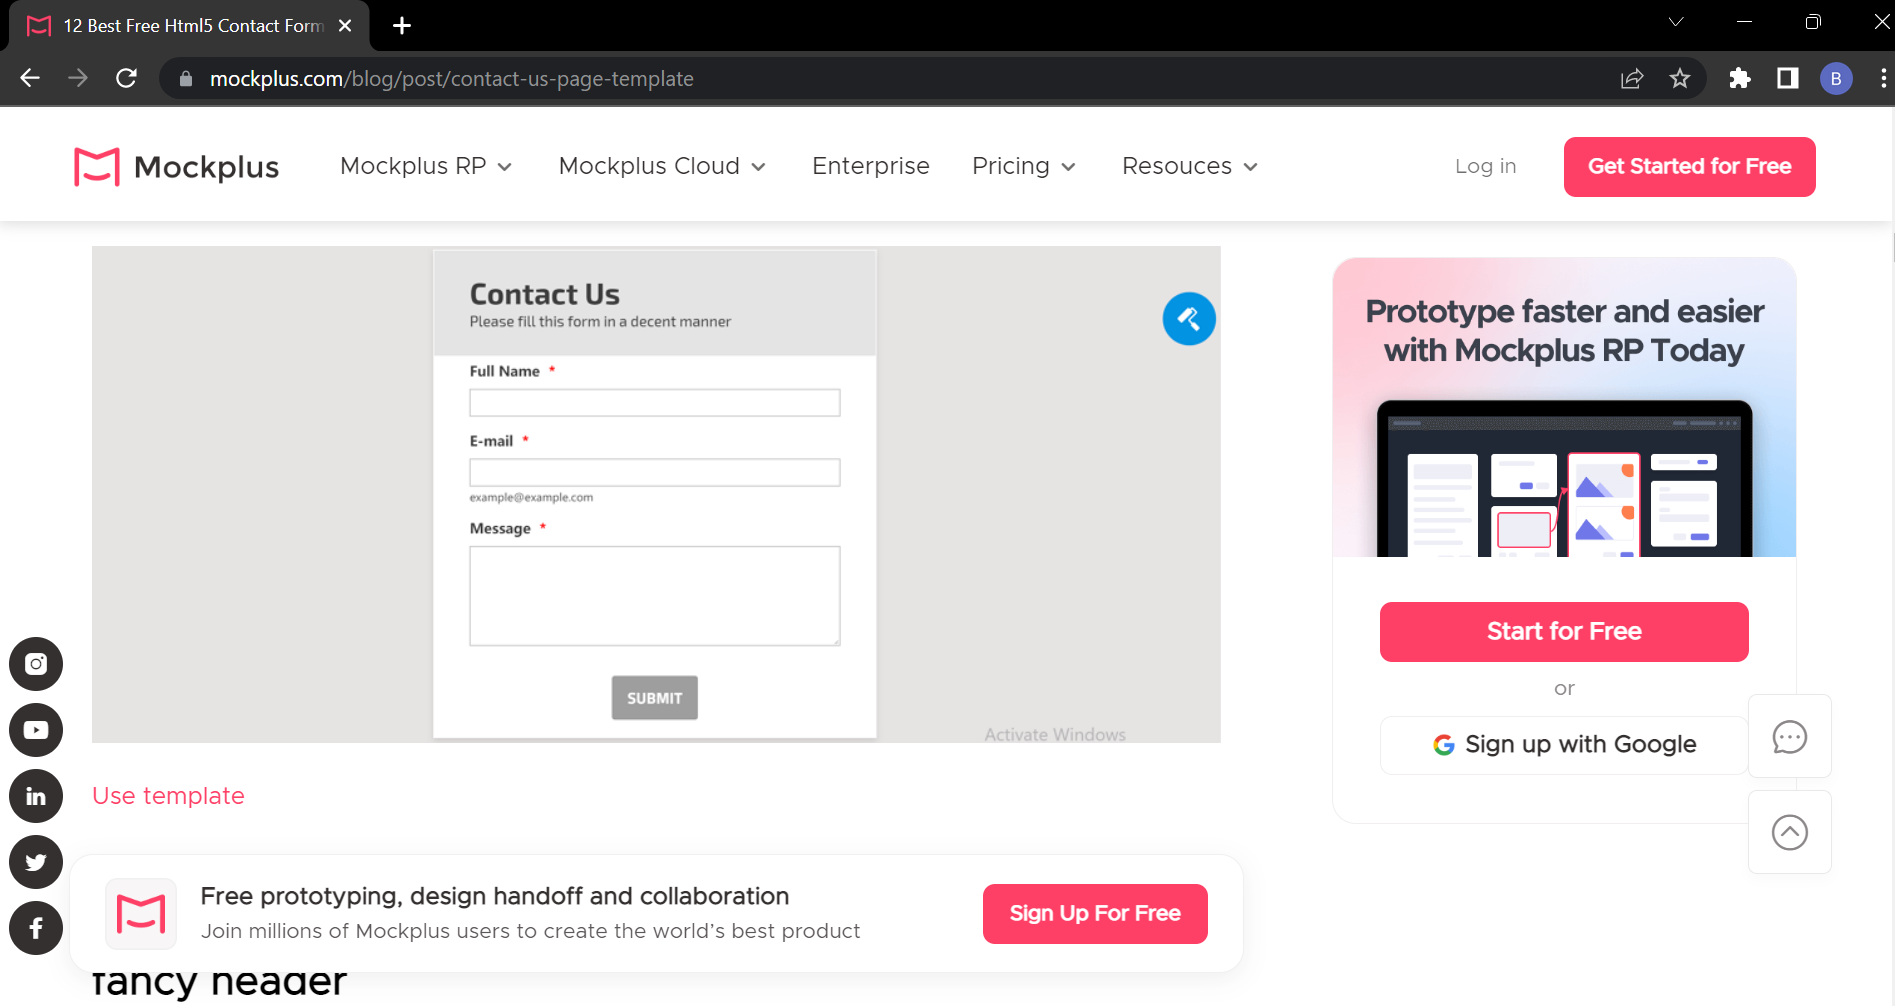 12 Best Free Html5 Contact Form
mockplus.com/blog/post/contact-us-page-template
B
Mockplus
Mockplus RP
Mockplus Cloud
Enterprise
Pricing
Resouces
Log in
Get Started for Free
Contact Us
Please fill this form in a decent manner
Full Name *
E-mail *
example@example.com
Message *
SUBMIT
Activate Windows
Prototype faster and easier
with Mockplus RP Today
Start for Free
or
Sign up with Google
Use template
Free prototyping, design handoff and collaboration
Join millions of Mockplus users to create the world's best product
Sign Up For Free
fancy header